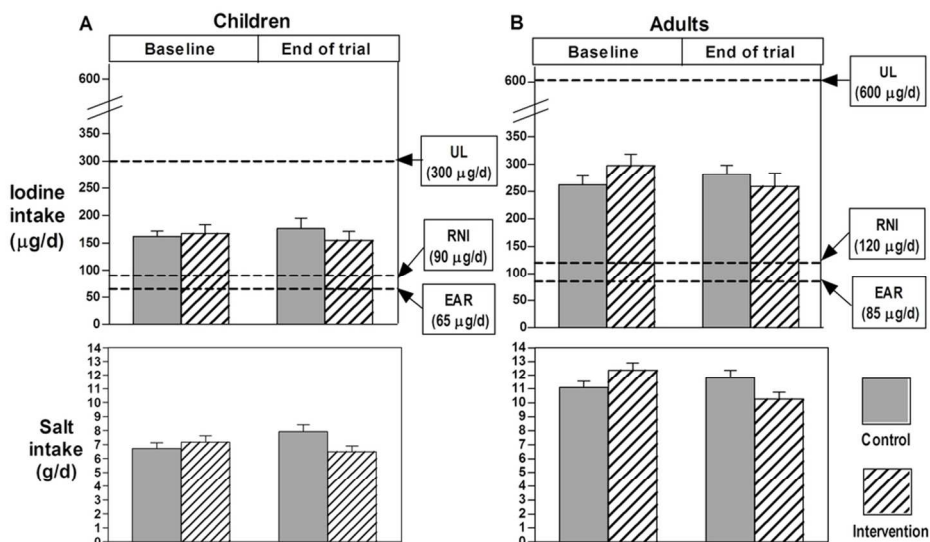 A
Children
Baseline
End of trial
600
350
300
250
200
150
100
50
0
Iodine
intake
(µg/d)
UL
(300 µg/d)
RNI
(90 µg/d)
EAR
(65 µg/d)
B
Adults
Baseline
End of trial
600
350
300
250
200
150
100
50
0
UL
(600 µg/d)
RNI
(120 µg/d)
EAR
(85 µg/d)
14
13
12
11
10
9
8
7
6
5
4
3
2
1
0
Salt
intake
(g/d)
14
13
12
11
10
9
8
7
6
5
4
3
2
1
0
Control
Intervention